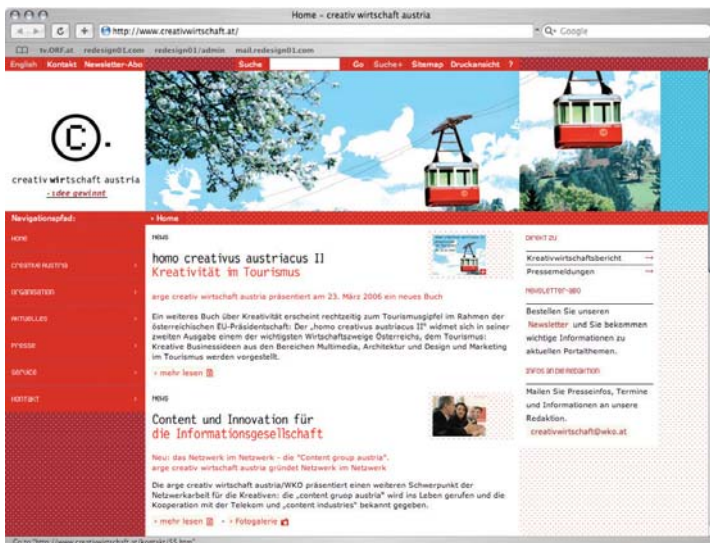 Home – creativ wirtschaft austria
http://www.creativwirtschaft.at/
Google
tv.ORF.at redesign01.com redesign01/admin mail.redesign01.com
English Kontakt Newsletter-Abo Suche Go Suche+ Sitemap Druckansicht ?
creativ wirtschaft austria
- idee gewinnt
Navigationspfad:
› Home
HOME
CREATIVE AUSTRIA
ORGANISATION
AKTUELLES
PRESSE
SERVICE
KONTAKT
NEWS
homo creativus austriacus II
Kreativität im Tourismus
arge creativ wirtschaft austria präsentiert am 23. März 2006 ein neues Buch
Ein weiteres Buch über Kreativität erscheint rechtzeitig zum Tourismusgipfel im Rahmen der
österreichischen EU-Präsidentschaft: Der „homo creativus austriacus II" widmet sich in seiner
zweiten Ausgabe einem der wichtigsten Wirtschaftszweige Österreichs, dem Tourismus:
Kreative Businessideen aus den Bereichen Multimedia, Architektur und Design und Marketing
im Tourismus werden vorgestellt.
› mehr lesen
NEWS
Content und Innovation für
die Informationsgesellschaft
Neu: das Netzwerk im Netzwerk - die "Content group austria".
arge creativ wirtschaft austria gründet Netzwerk im Netzwerk
Die arge creativ wirtschaft austria/WKO präsentiert einen weiteren Schwerpunkt der
Netzwerkarbeit für die Kreativen: die „content gruop austria" wird ins Leben gerufen und die
Kooperation mit der Telekom und „content industries" bekannt gegeben.
› mehr lesen › › Fotogalerie
DIREKT ZU
Kreativwirtschaftsbericht →
Pressemeldungen →
NEWSLETTER-ABO
Bestellen Sie unseren
Newsletter und Sie bekommen
wichtige Informationen zu
aktuellen Portalthemen.
INFOS AN DIE REDAKTION
Mailen Sie Presseinfos, Termine
und Informationen an unsere
Redaktion.
creativwirtschaft@wko.at